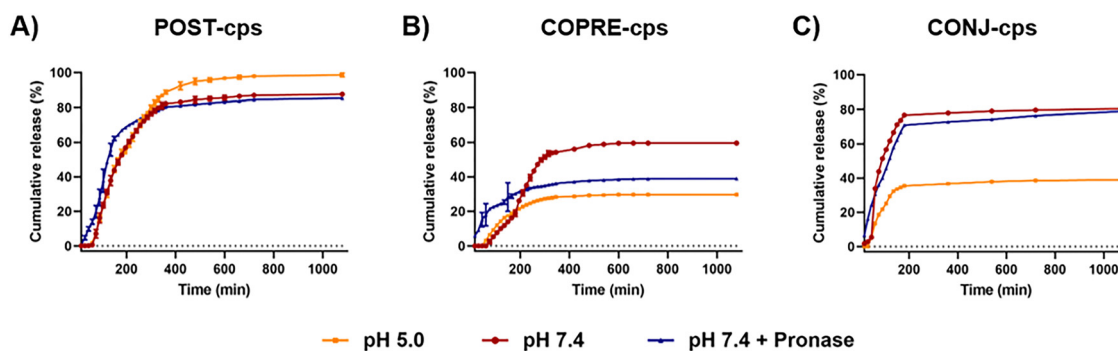 A) POST-cps
B) COPRE-cps
C) CONJ-cps
Cumulative release (%)
100
80
60
40
20
0
200 400 600 800 1000
Time (min)
Cumulative release (%)
100
80
60
40
20
0
200 400 600 800 1000
Time (min)
Cumulative release (%)
100
80
60
40
20
0
200 400 600 800 1000
Time (min)
pH 5.0 pH 7.4 pH 7.4 + Pronase